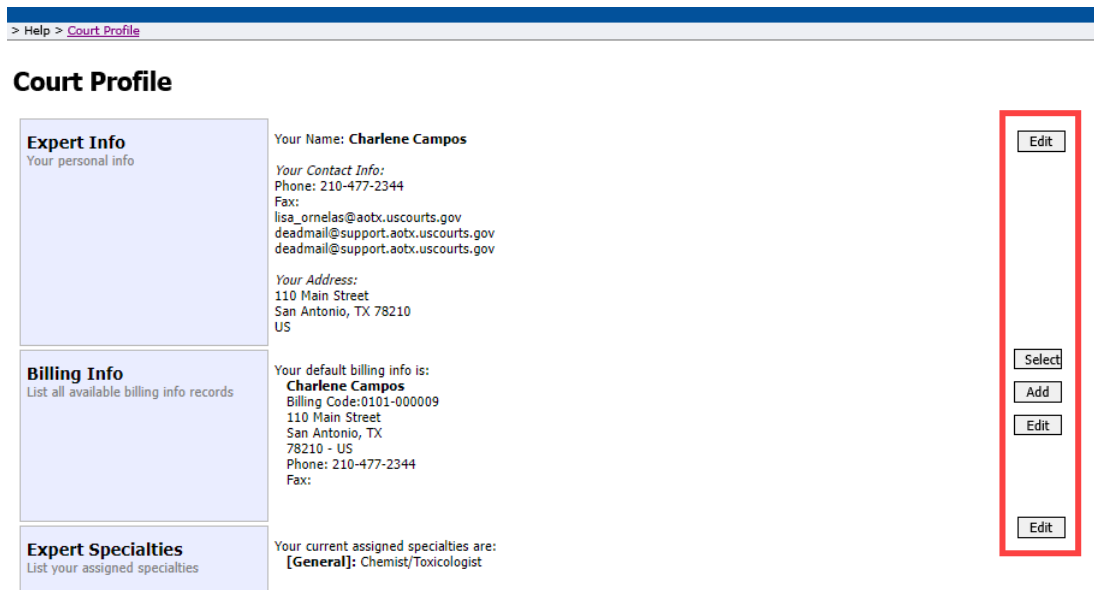 > Help > Court Profile
Court Profile
Expert Info
Your personal info
Your Name: Charlene Campos
Your Contact Info:
Phone: 210-477-2344
Fax:
lisa_ornelas@aotx.uscourts.gov
deadmail@support.aotx.uscourts.gov
deadmail@support.aotx.uscourts.gov
Your Address:
110 Main Street
San Antonio, TX 78210
US
Edit
Billing Info
List all available billing info records
Your default billing info is:
Charlene Campos
Billing Code:0101-000009
110 Main Street
San Antonio, TX
78210 - US
Phone: 210-477-2344
Fax:
Select
Add
Edit
Expert Specialties
List your assigned specialties
Your current assigned specialties are:
[General]: Chemist/Toxicologist
Edit